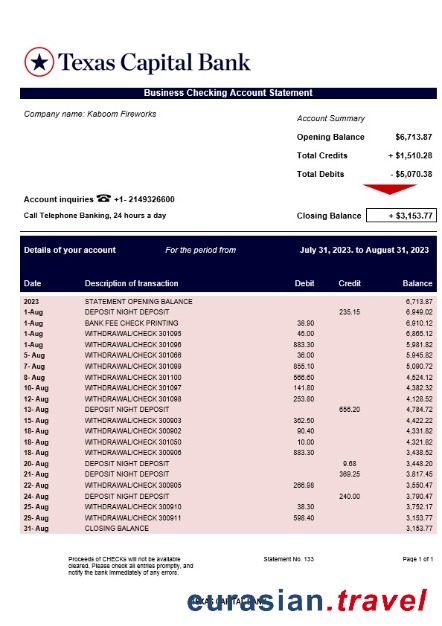 Texas Capital Bank
Business Checking Account Statement
Company name: Kaboom Fireworks
Account Summary
Opening Balance $6,713.87
Total Credits + $1,510.28
Total Debits - $5,070.38
Account inquiries ☎ +1- 2149326600
Call Telephone Banking, 24 hours a day
Closing Balance + $3,153.77
Details of your account For the period from July 31, 2023. to August 31, 2023
Date Description of transaction Debit Credit Balance
2023 STATEMENT OPENING BALANCE 6,713.87
1-Aug DEPOSIT NIGHT DEPOSIT 235.15 6,949.02
1-Aug BANK FEE CHECK PRINTING 38.90 6,910.12
1-Aug WITHDRAWAL/CHECK 301095 45.00 6,865.12
1-Aug WITHDRAWAL/CHECK 301096 883.30 5,981.82
5- Aug WITHDRAWAL/CHECK 301066 36.00 5,945.82
7- Aug WITHDRAWAL/CHECK 301099 855.10 5,090.72
8- Aug WITHDRAWAL/CHECK 301100 566.60 4,524.12
10- Aug WITHDRAWAL/CHECK 301097 141.80 4,382.32
12- Aug WITHDRAWAL/CHECK 301098 253.80 4,128.52
13- Aug DEPOSIT NIGHT DEPOSIT 656.20 4,784.72
15- Aug WITHDRAWAL/CHECK 300903 362.50 4,422.22
18- Aug WITHDRAWAL/CHECK 300902 90.40 4,331.82
18- Aug WITHDRAWAL/CHECK 301050 10.00 4,321.82
18- Aug WITHDRAWAL/CHECK 300906 883.30 3,438.52
20- Aug DEPOSIT NIGHT DEPOSIT 9.68 3,448.20
21- Aug DEPOSIT NIGHT DEPOSIT 369.25 3,817.45
22- Aug WITHDRAWAL/CHECK 300905 266.98 3,550.47
24- Aug DEPOSIT NIGHT DEPOSIT 240.00 3,790.47
25- Aug WITHDRAWAL/CHECK 300910 38.30 3,752.17
29- Aug WITHDRAWAL/CHECK 300911 598.40 3,153.77
31- Aug CLOSING BALANCE 3,153.77
Proceeds of CHECKs will not be available Statement No. 133 Page 1 of 1
cleared. Please check all entries promptly, and
notify the bank immediately of any errors.
TEXAS CAPITAL BANK
eurasian.travel